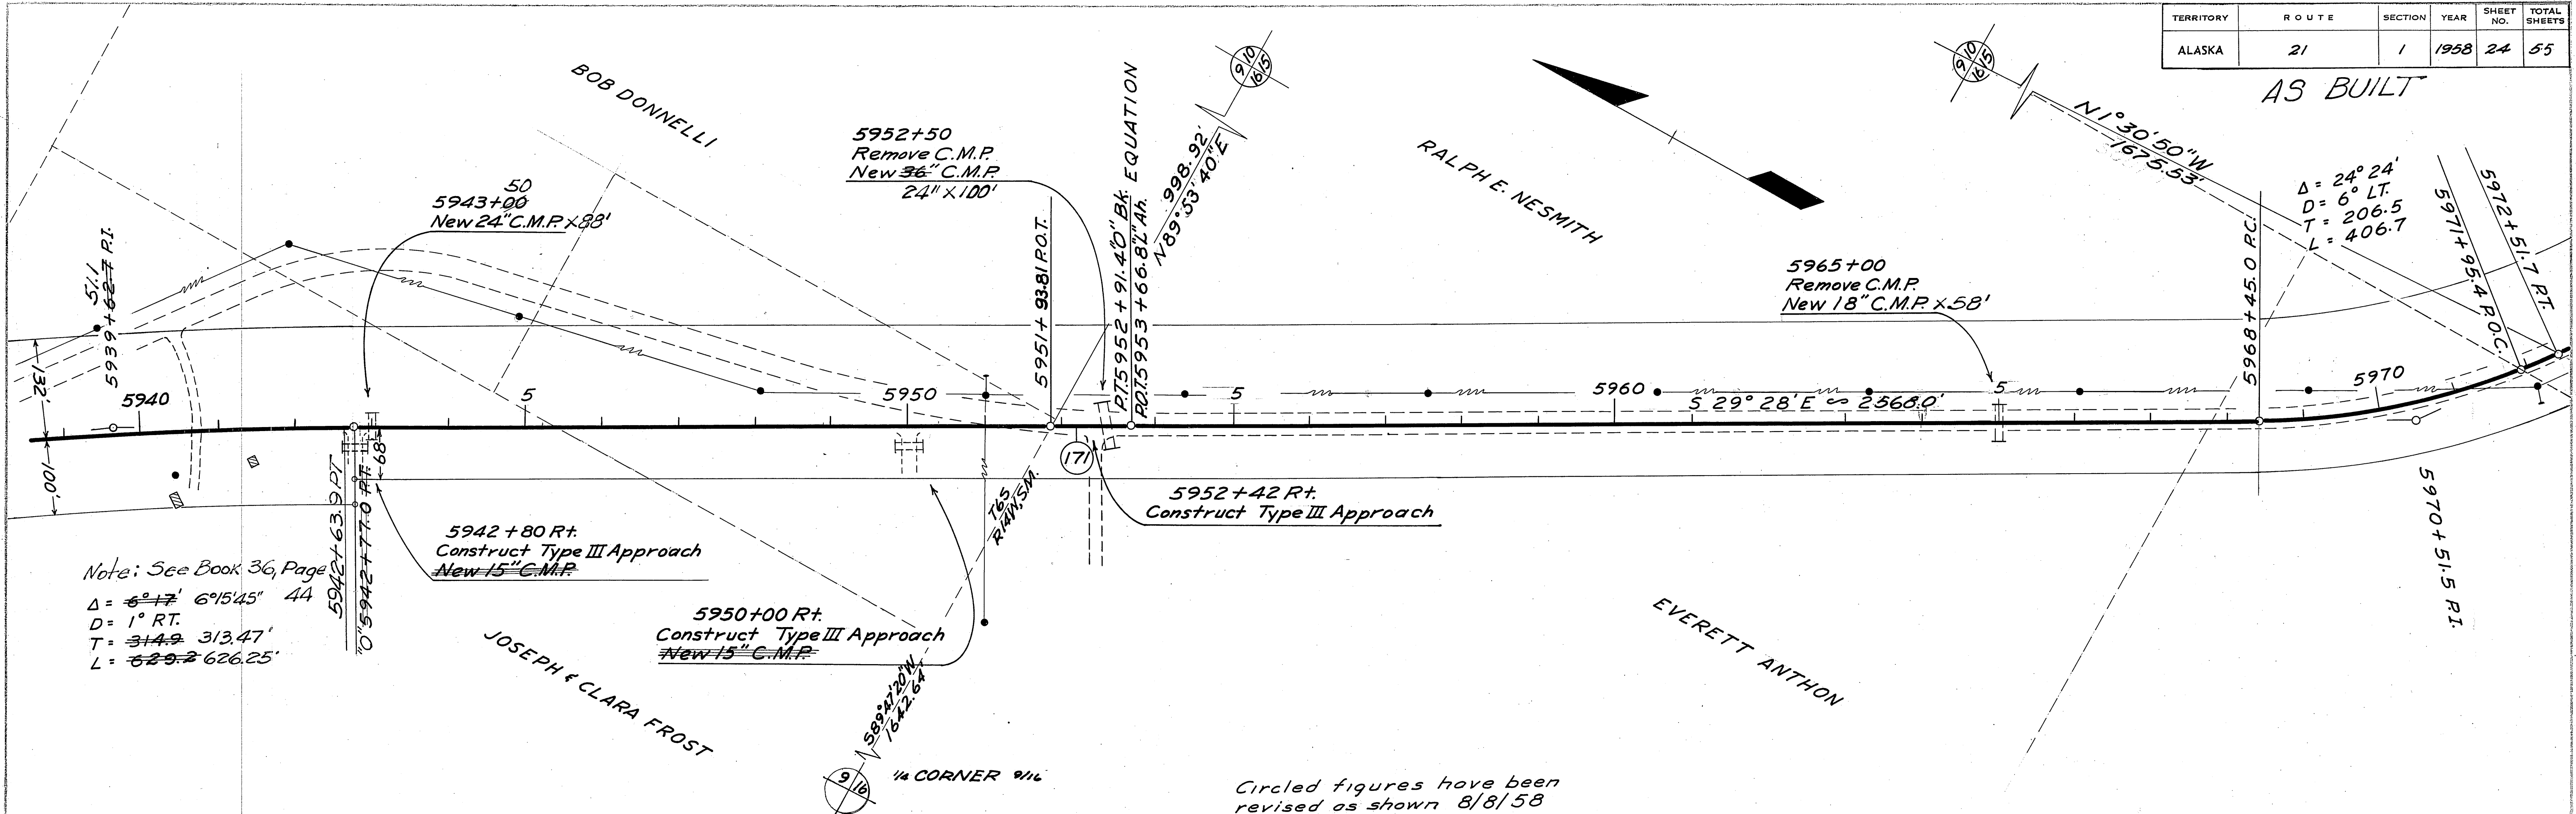 TERRITORY ROUTE SECTION YEAR SHEET NO. TOTAL SHEETS
ALASKA 21 1 1958 24 55
AS BUILT
BOB DONNELLI
5952+50
Remove C.M.P.
New 36" C.M.P.
24" X 100'
50
5943+00
New 24" C.M.P. X 88'
P.T. 5952+91.4 "O" Bk. EQUATION
P.O.T. 5953+66.8 "L" Ah.
9 10
16 15
998.92'
N 89° 53' 40" E
RALPH E. NESMITH
9 10
16 15
N 1° 30' 50" W
1675.53'
Δ = 24° 24'
D = 6° LT.
T = 206.5
L = 406.7
5971+95.4 P.O.C.
5972+51.7 P.T.
51.1
5939+62.7 P.I.
5951+93.81 P.O.T.
5965+00
Remove C.M.P.
New 18" C.M.P. X 58'
5968+45.0 P.C.
132'
5940
5
5950
5
5960
S 29° 28' E ∾ 2568.0'
5
5970
100'
68'
171
5942+63.9 P.T.
"O" 5942+77.0 P.T.
T6S
R14W, S.M.
5952+42 Rt.
Construct Type III Approach
5942+80 Rt.
Construct Type III Approach
New 15" C.M.P.
5970+51.5 P.I.
Note: See Book 36, Page
44
Δ = 6° 17' 6°15'45"
D = 1° RT.
T = 314.9 313.47'
L = 629.2 626.25'
5950+00 Rt.
Construct Type III Approach
New 15" C.M.P.
JOSEPH & CLARA FROST
EVERETT ANTHON
S 89° 47' 20" W
1642.64'
9
16
1/4 CORNER 9/16
Circled figures have been
revised as shown 8/8/58